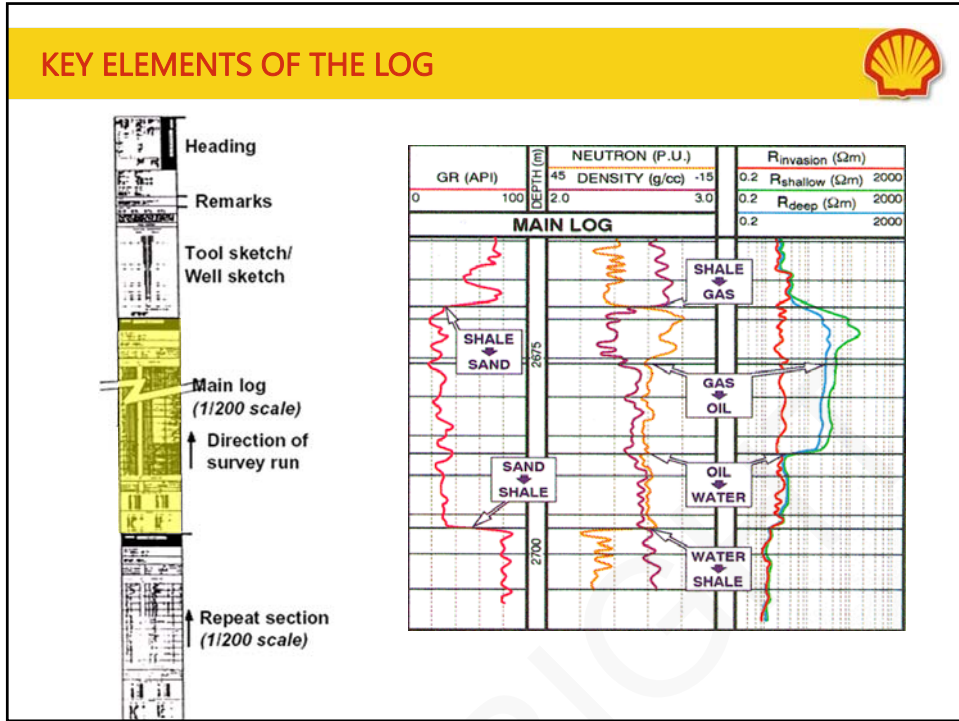 KEY ELEMENTS OF THE LOG
Heading
Remarks
Tool sketch/
Well sketch
Main log
(1/200 scale)
Direction of
survey run
Repeat section
(1/200 scale)
GR (API)
0 100
DEPTH (m)
NEUTRON (P.U.)
45 DENSITY (g/cc) -15
2.0 3.0
Rinvasion (Ωm)
0.2 Rshallow (Ωm) 2000
0.2 Rdeep (Ωm) 2000
0.2 2000
MAIN LOG
SHALE
GAS
SHALE
SAND
2675
GAS
OIL
SAND
SHALE
OIL
WATER
2700
WATER
SHALE